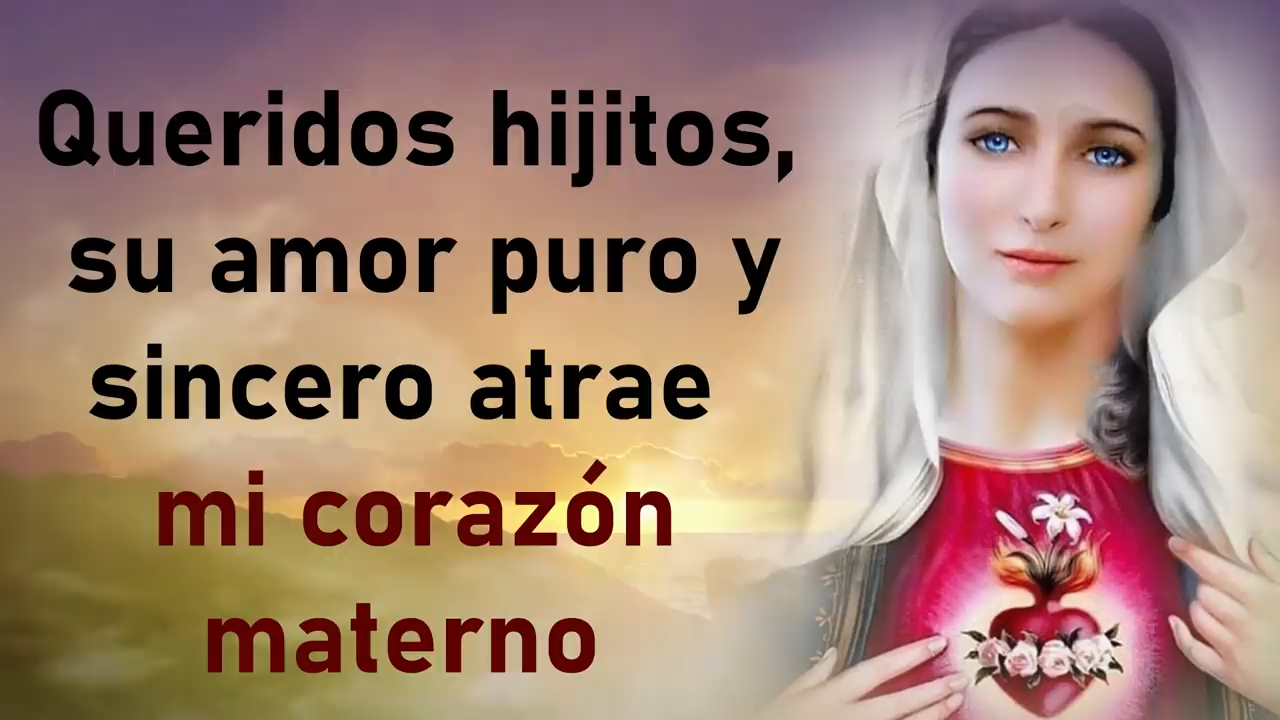 Queridos hijitos,
su amor puro y
sincero atrae
mi corazón
materno